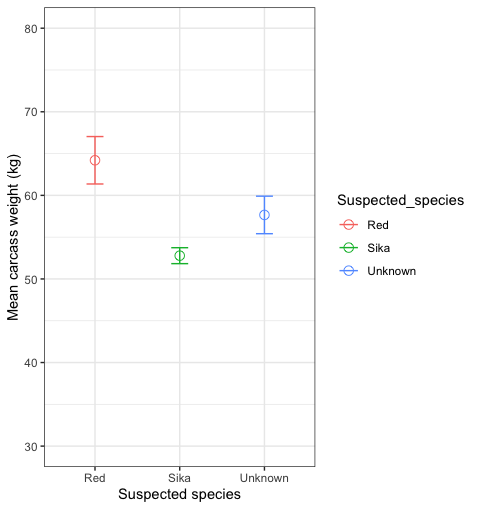 Mean carcass weight (kg)
80
70
60
50
40
30
Red Sika Unknown
Suspected species
Suspected_species
Red
Sika
Unknown